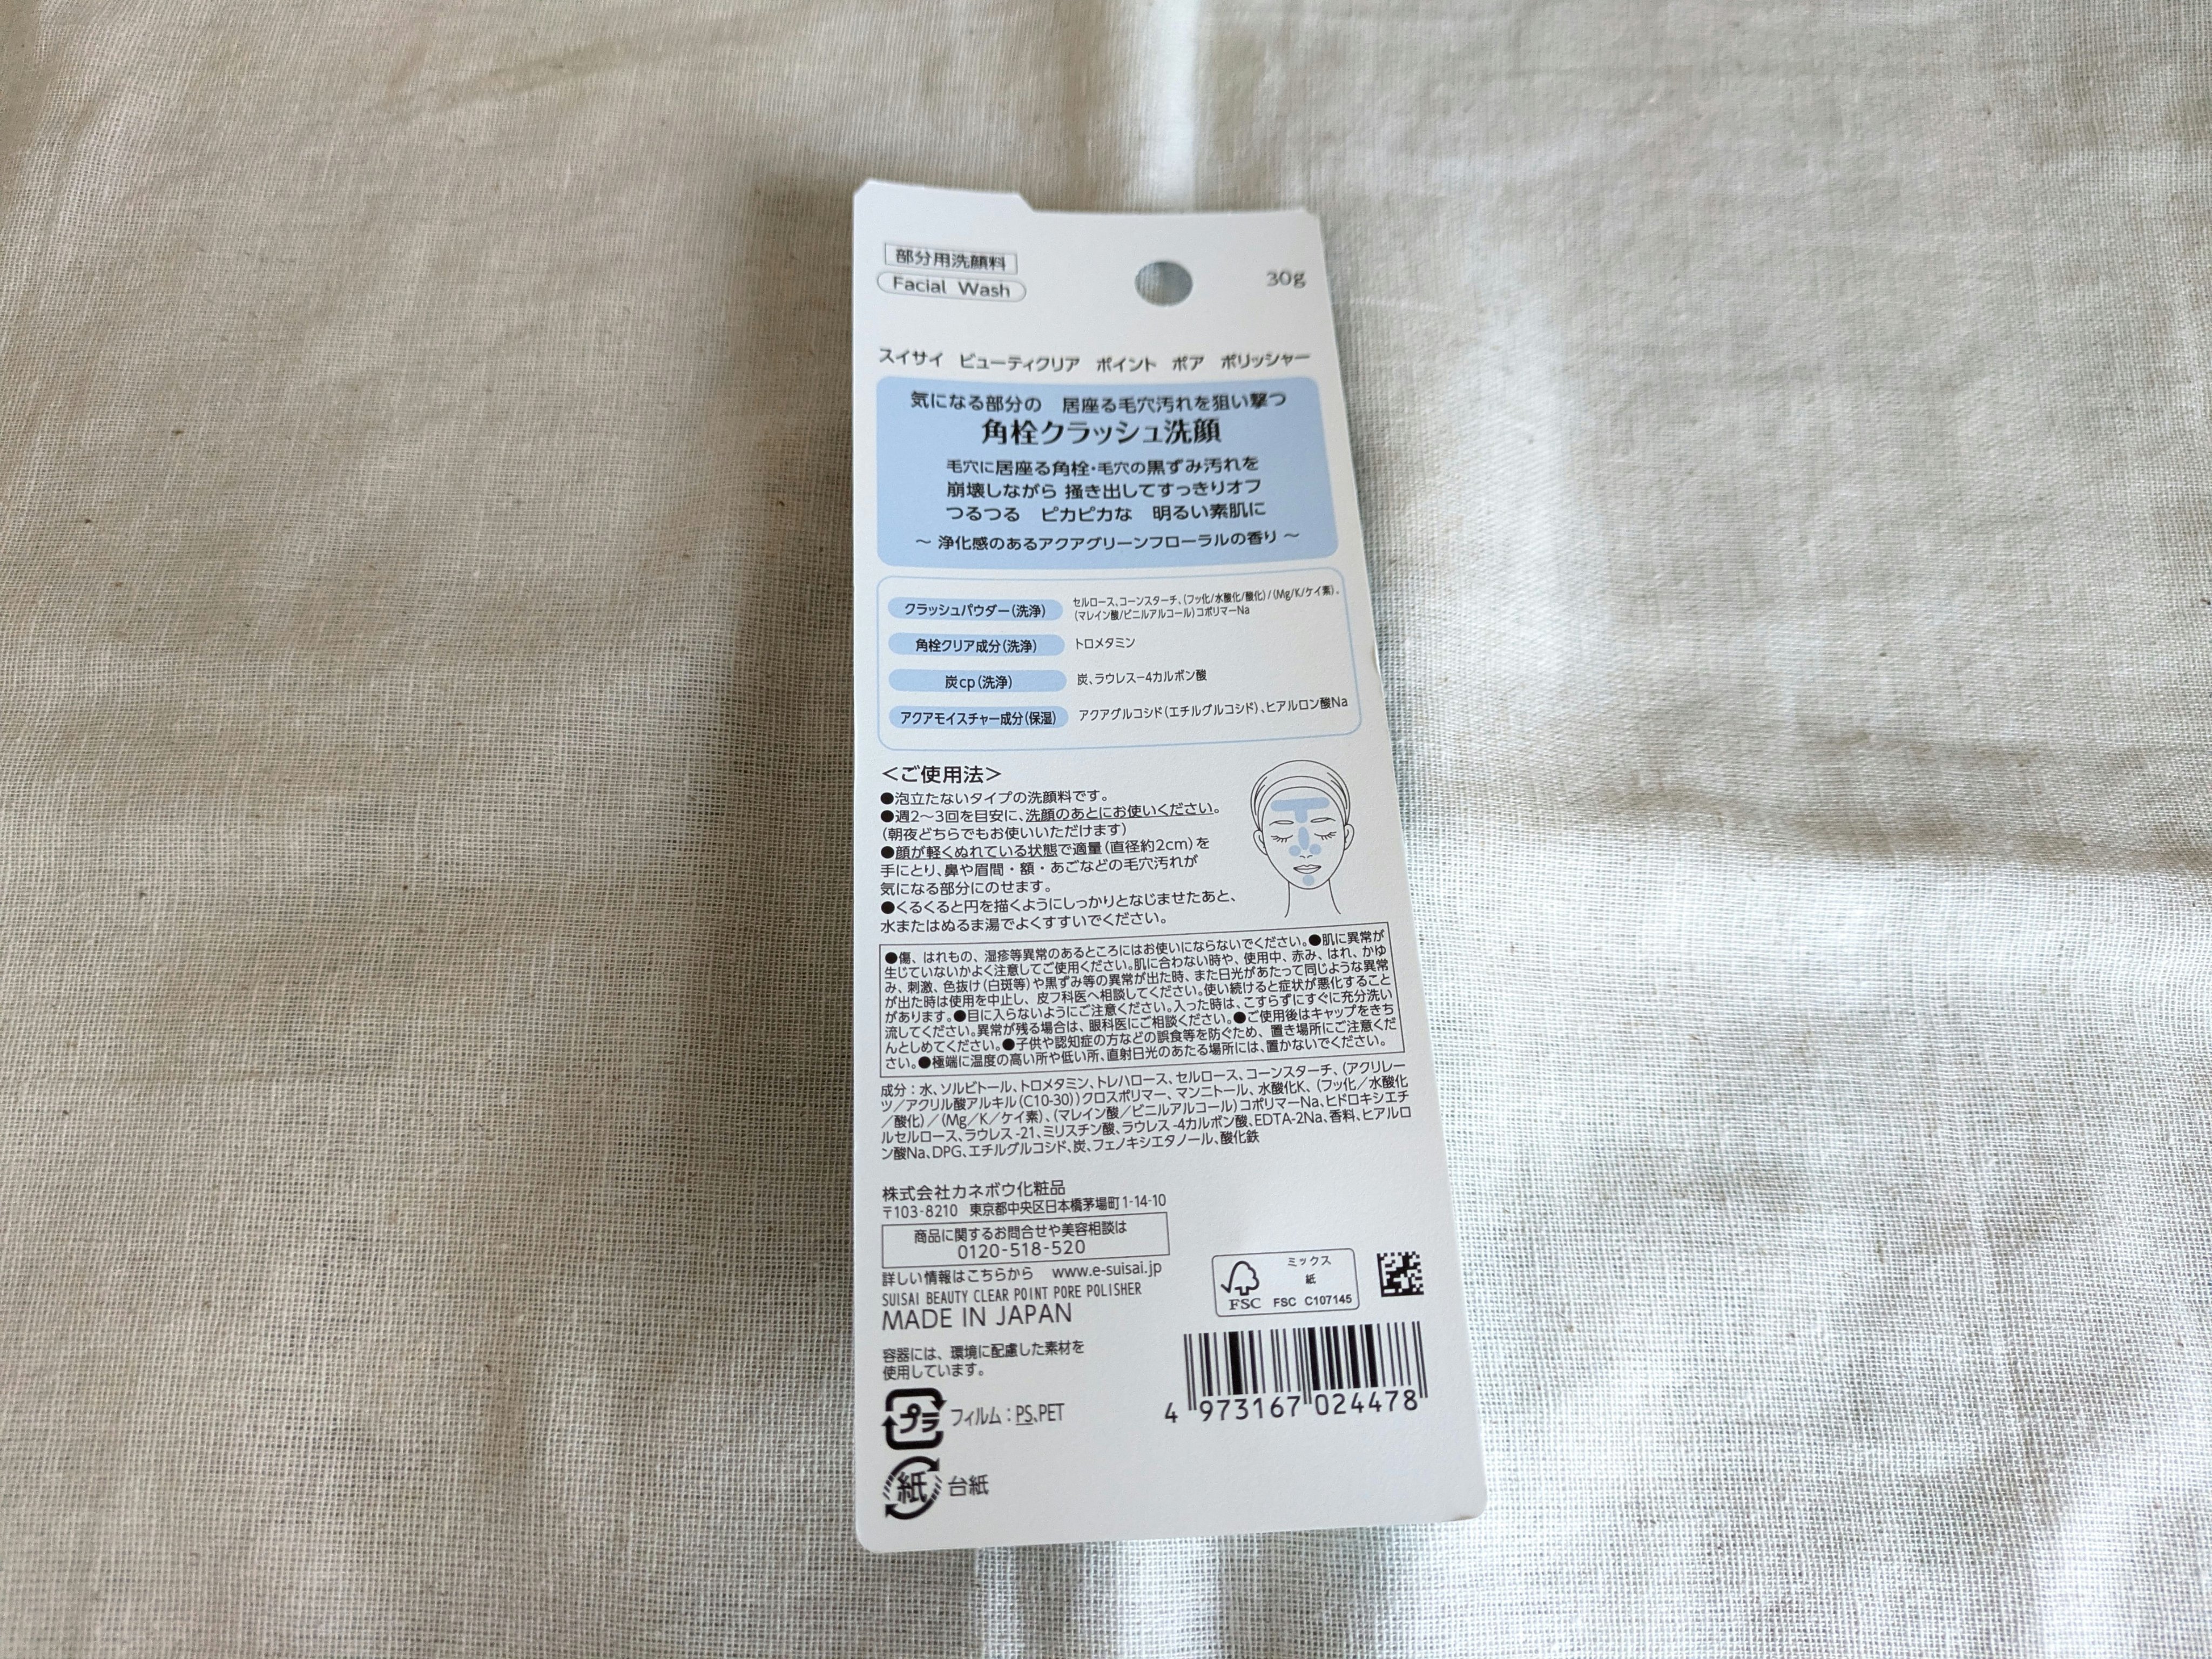 部分用洗顔料
Facial Wash
30g
スイサイ ビューティクリア ポイント ポア ポリッシャー
気になる部分の 居座る毛穴汚れを狙い撃つ
角栓クラッシュ洗顔
毛穴に居座る角栓・毛穴の黒ずみ汚れを
崩壊しながら 掻き出してすっきりオフ
つるつる ピカピカな 明るい素肌に
～ 浄化感のあるアクアグリーンフローラルの香り ～
クラッシュパウダー(洗浄) セルロース、コーンスターチ、(フッ化/水酸化/酸化)/(Mg/K/ケイ素)、
(マレイン酸/ビニルアルコール)コポリマーNa
角栓クリア成分(洗浄) トロメタミン
炭cp(洗浄) 炭、ラウレス−4カルボン酸
アクアモイスチャー成分(保湿) アクアグルコシド(エチルグルコシド)、ヒアルロン酸Na
＜ご使用法＞
●泡立たないタイプの洗顔料です。
●週2～3回を目安に、洗顔のあとにお使いください。
(朝夜どちらでもお使いいただけます)
●顔が軽くぬれている状態で適量(直径約2cm)を
手にとり、鼻や眉間・額・あごなどの毛穴汚れが
気になる部分にのせます。
●くるくると円を描くようにしっかりとなじませたあと、
水またはぬるま湯でよくすすいでください。
●傷、はれもの、湿疹等異常のあるところにはお使いにならないでください。●肌に異常が
生じていないかよく注意してご使用ください。肌に合わない時や、使用中、赤み、はれ、かゆ
み、刺激、色抜け(白斑等)や黒ずみ等の異常が出た時、また日光があたって同じような異常
が出た時は使用を中止し、皮フ科医へ相談してください。使い続けると症状が悪化すること
があります。●目に入らないようにご注意ください。入った時は、こすらずにすぐに充分洗い
流してください。異常が残る場合は、眼科医にご相談ください。●ご使用後はキャップをきち
んとしめてください。●子供や認知症の方などの誤食等を防ぐため、置き場所にご注意くだ
さい。●極端に温度の高い所や低い所、直射日光のあたる場所には、置かないでください。
成分：水、ソルビトール、トロメタミン、トレハロース、セルロース、コーンスターチ、(アクリレー
ツ／アクリル酸アルキル(C10-30))クロスポリマー、マンニトール、水酸化K、(フッ化／水酸化
／酸化)／(Mg／K／ケイ素)、(マレイン酸／ビニルアルコール)コポリマーNa、ヒドロキシエチ
ルセルロース、ラウレス-21、ミリスチン酸、ラウレス-4カルボン酸、EDTA-2Na、香料、ヒアルロ
ン酸Na、DPG、エチルグルコシド、炭、フェノキシエタノール、酸化鉄
株式会社カネボウ化粧品
〒103-8210 東京都中央区日本橋茅場町1-14-10
商品に関するお問合せや美容相談は
0120-518-520
詳しい情報はこちらから www.e-suisai.jp
SUISAI BEAUTY CLEAR POINT PORE POLISHER
MADE IN JAPAN
ミックス
紙
FSC FSC C107145
容器には、環境に配慮した素材を
使用しています。
プラ フィルム：PS、PET
紙 台紙
4 973167 024478